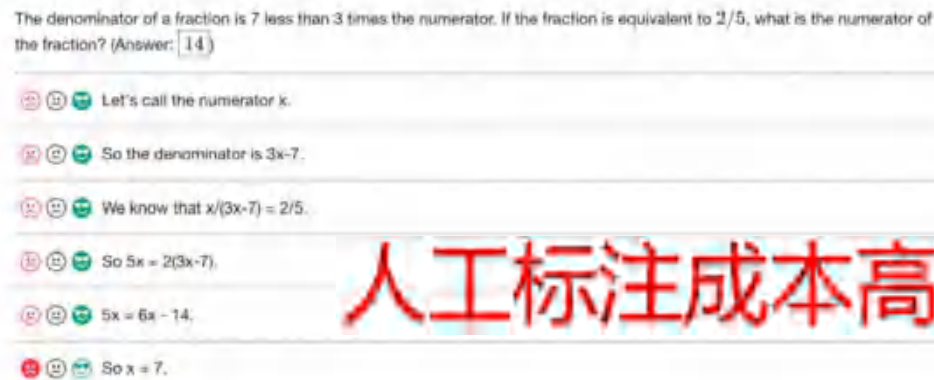 The denominator of a fraction is 7 less than 3 times the numerator. If the fraction is equivalent to 2/5, what is the numerator of
the fraction? (Answer: 14)
Let's call the numerator x.
So the denominator is 3x-7.
We know that x/(3x-7) = 2/5.
So 5x = 2(3x-7).
人工标注成本高
5x = 6x - 14.
So x = 7.